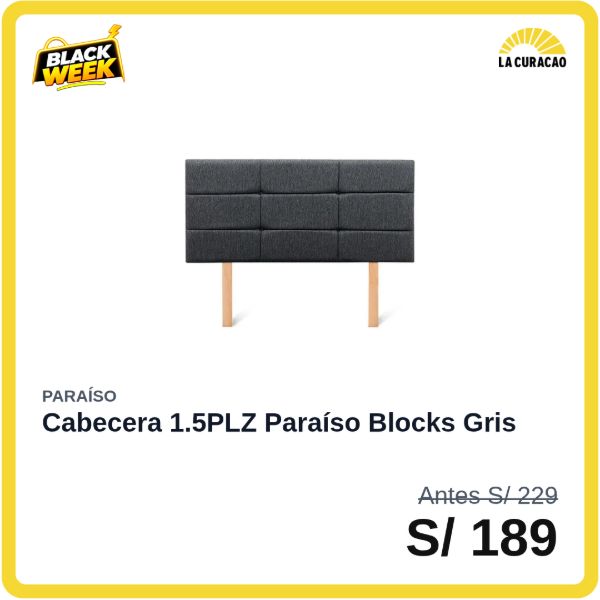 BLACK
WEEK
LA CURACAO
PARAÍSO
Cabecera 1.5PLZ Paraíso Blocks Gris
Antes S/ 229
S/ 189